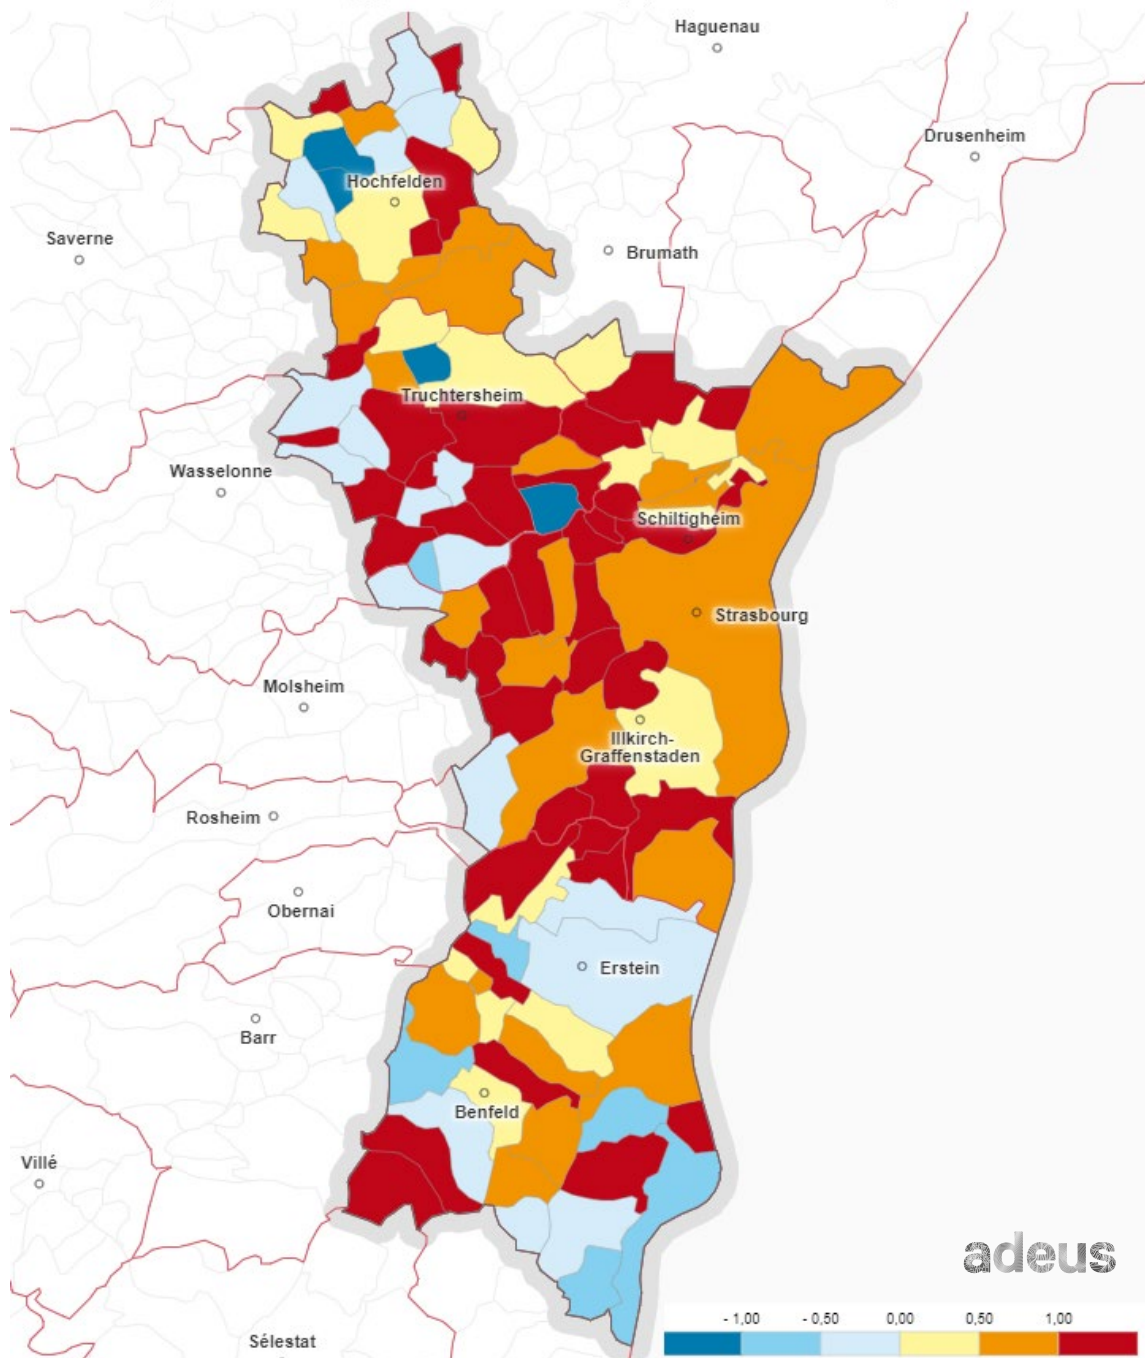 Haguenau
Drusenheim
Hochfelden
Saverne
Brumath
Truchtersheim
Wasselonne
Schiltigheim
Strasbourg
Molsheim
Illkirch-
Graffenstaden
Rosheim
Obernai
Erstein
Barr
Benfeld
Villé
adeus
- 1,00 - 0,50 0,00 0,50 1,00
Sélestat